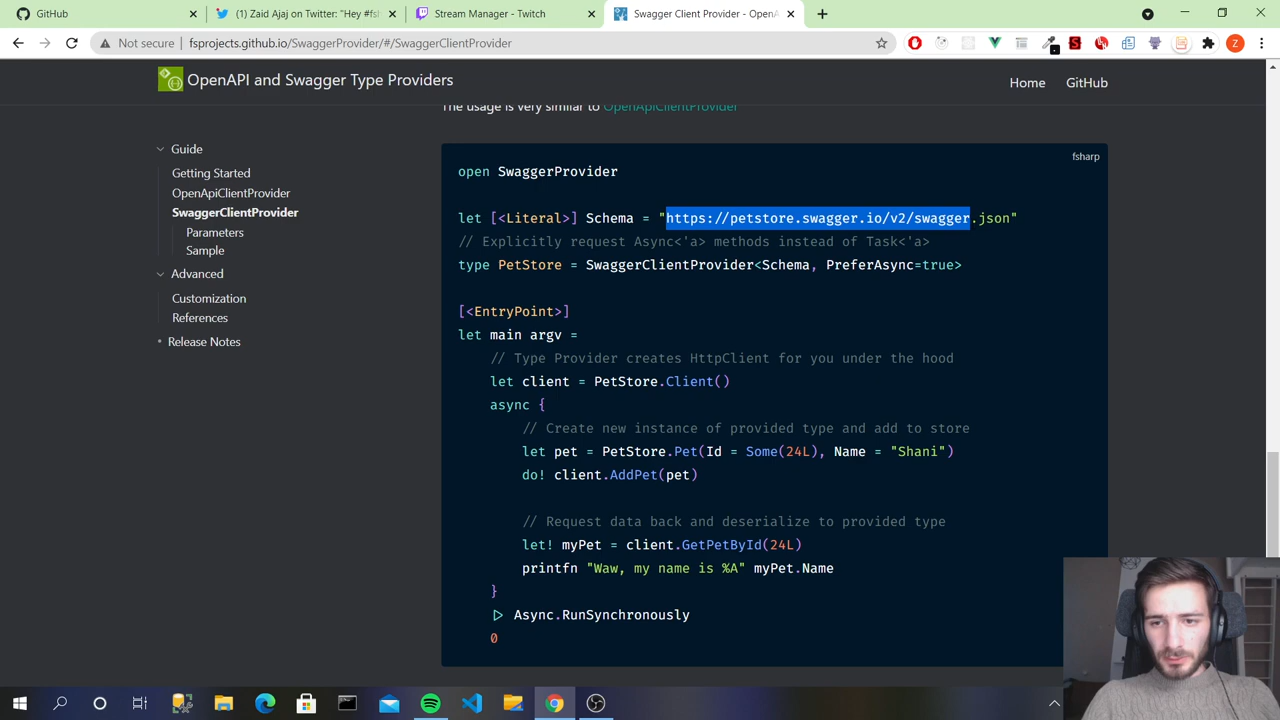 GitHub
(1) Zaid Ajaj on Twitter: "Hey #fsh
Stream Manager - Twitch
Swagger Client Provider - OpenA
Not secure
fsprojects.github.io/SwaggerProvider/#/SwaggerClientProvider
Z
OpenAPI and Swagger Type Providers
Home
GitHub
The usage is very similar to OpenApiClientProvider
Guide
Getting Started
OpenApiClientProvider
SwaggerClientProvider
Parameters
Sample
Advanced
Customization
References
Release Notes
fsharp
open SwaggerProvider
let [<Literal>] Schema = "https://petstore.swagger.io/v2/swagger.json"
// Explicitly request Async<'a> methods instead of Task<'a>
type PetStore = SwaggerClientProvider<Schema, PreferAsync=true>
[<EntryPoint>]
let main argv =
// Type Provider creates HttpClient for you under the hood
let client = PetStore.Client()
async {
// Create new instance of provided type and add to store
let pet = PetStore.Pet(Id = Some(24L), Name = "Shani")
do! client.AddPet(pet)
// Request data back and deserialize to provided type
let! myPet = client.GetPetById(24L)
printfn "Waw, my name is %A" myPet.Name
}
▷ Async.RunSynchronously
0